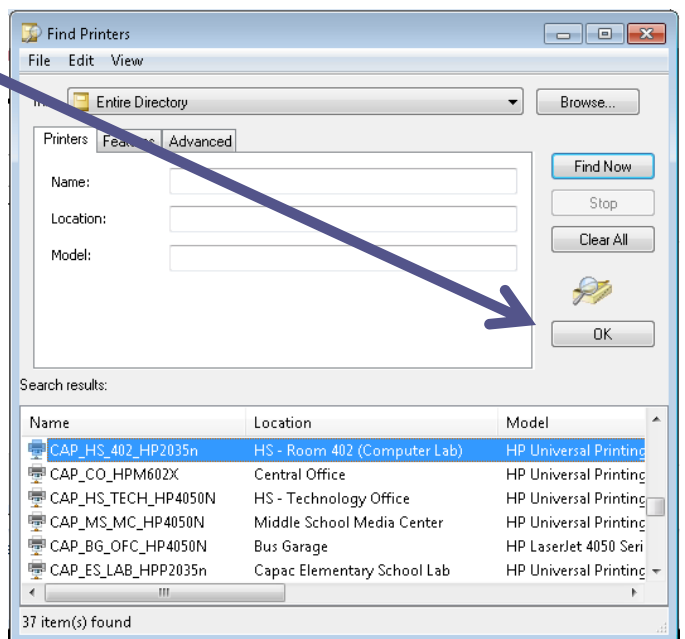 Find Printers
File Edit View
Entire Directory Browse...
Printers Features Advanced
Name: Find Now
Location: Stop
Model: Clear All
OK
Search results:
Name Location Model
CAP_HS_402_HP2035n HS - Room 402 (Computer Lab) HP Universal Printing
CAP_CO_HPM602X Central Office HP Universal Printing
CAP_HS_TECH_HP4050N HS - Technology Office HP Universal Printing
CAP_MS_MC_HP4050N Middle School Media Center HP Universal Printing
CAP_BG_OFC_HP4050N Bus Garage HP LaserJet 4050 Seri
CAP_ES_LAB_HPP2035n Capac Elementary School Lab HP Universal Printing
37 item(s) found